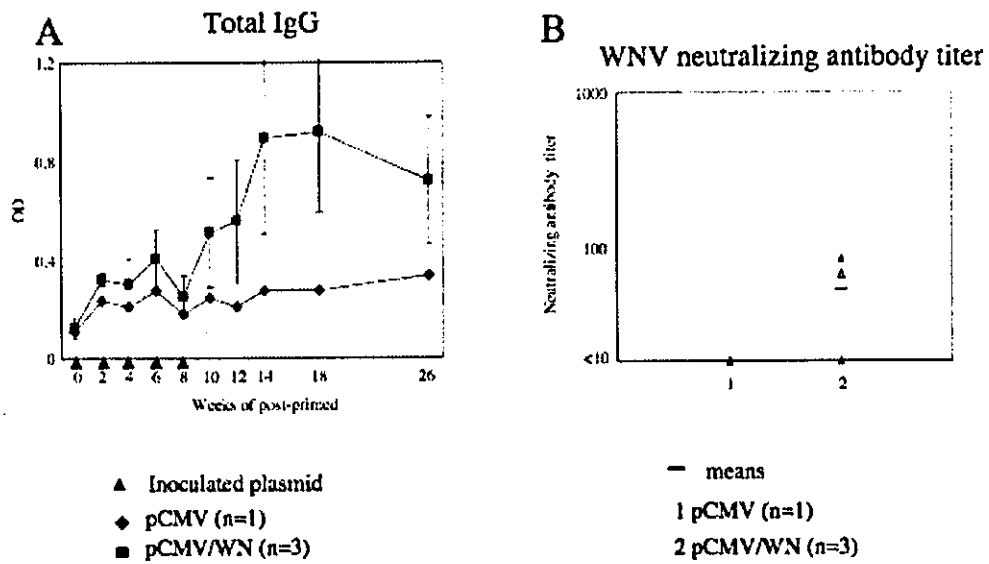 A
Total IgG
1.2
0.8
0.4
0
OD
0 2 4 6 8 10 12 14 18 26
Weeks of post-primed
▲ Inoculated plasmid
◆ pCMV (n=1)
■ pCMV/WN (n=3)
B
WNV neutralizing antibody titer
1000
100
<10
Neutralizing antibody titer
1 2
— means
1 pCMV (n=1)
2 pCMV/WN (n=3)